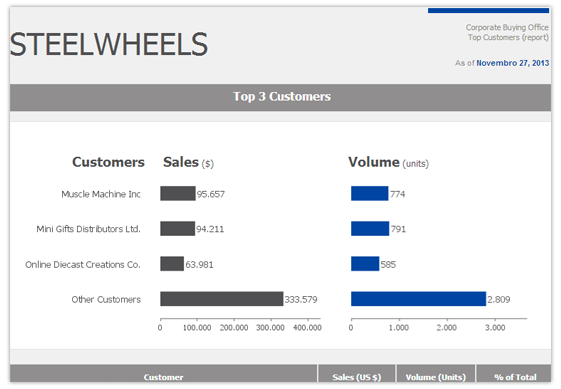 Corporate Buying Office
STEELWHEELS
Top Customers (report)
As of Novembro 27, 2013
Top 3 Customers
Customers Sales ($) Volume (units)
Muscle Machine Inc 95.657 774
Mini Gifts Distributors Ltd. 94.211 791
Online Diecast Creations Co. 63.981 585
Other Customers 333.579 2.809
0 100.000 200.000 300.000 400.000 0 1.000 2.000 3.000
Customer Sales (US $) Volume (Units) % of Total